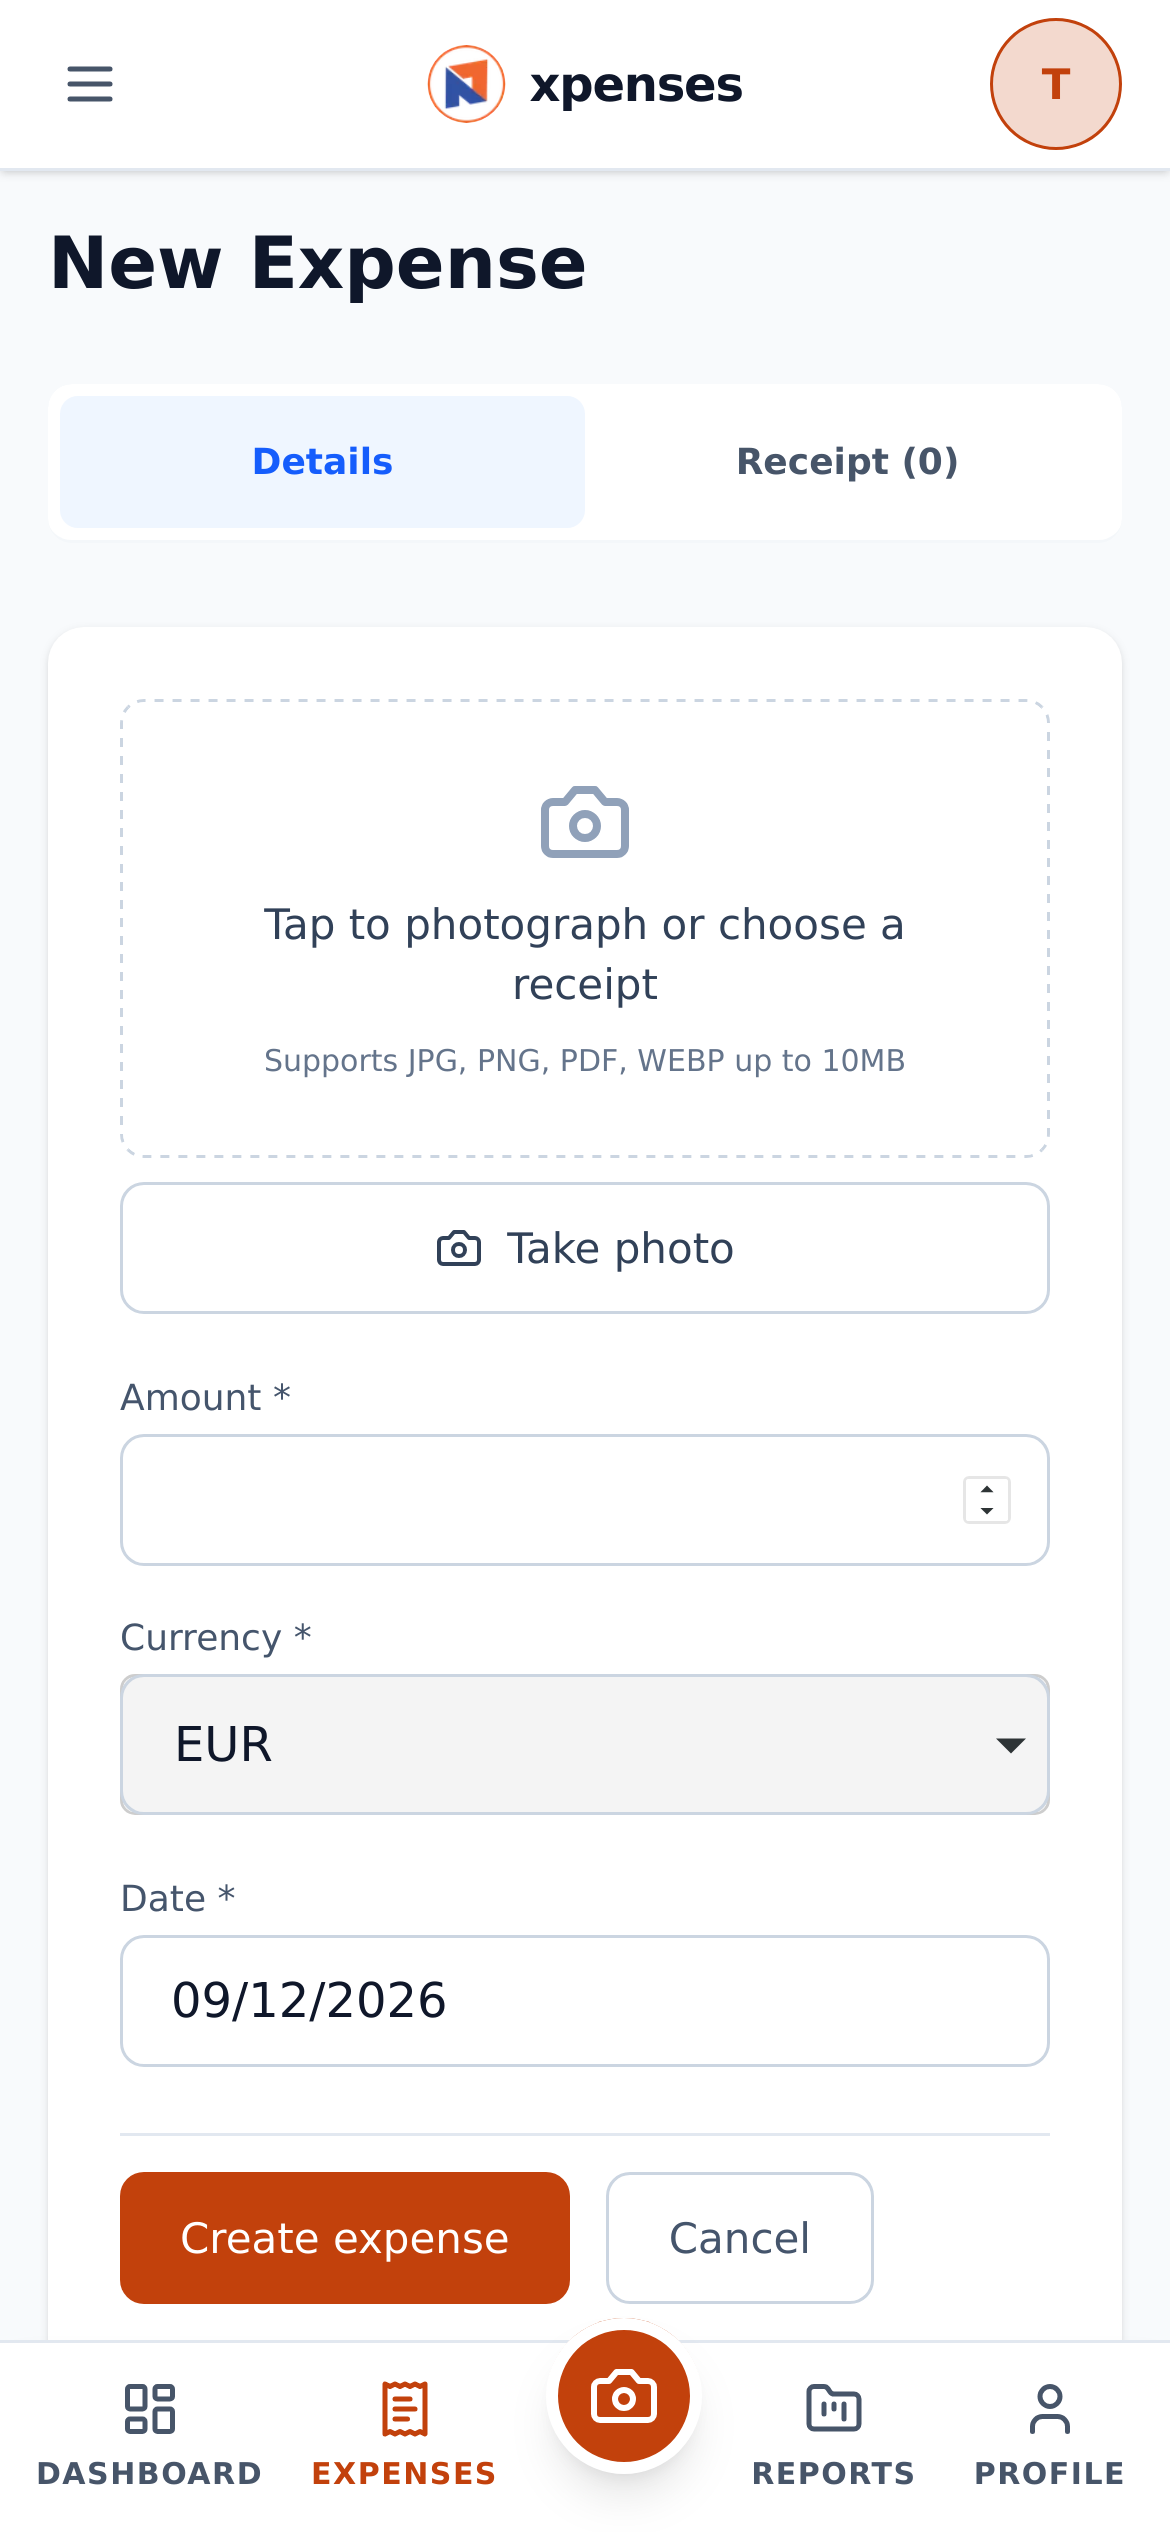 xpenses
T
New Expense
Details
Receipt (0)
Tap to photograph or choose a
receipt
Supports JPG, PNG, PDF, WEBP up to 10MB
Take photo
Amount *
Currency *
EUR
Date *
09/12/2026
Create expense
Cancel
DASHBOARD
EXPENSES
REPORTS
PROFILE